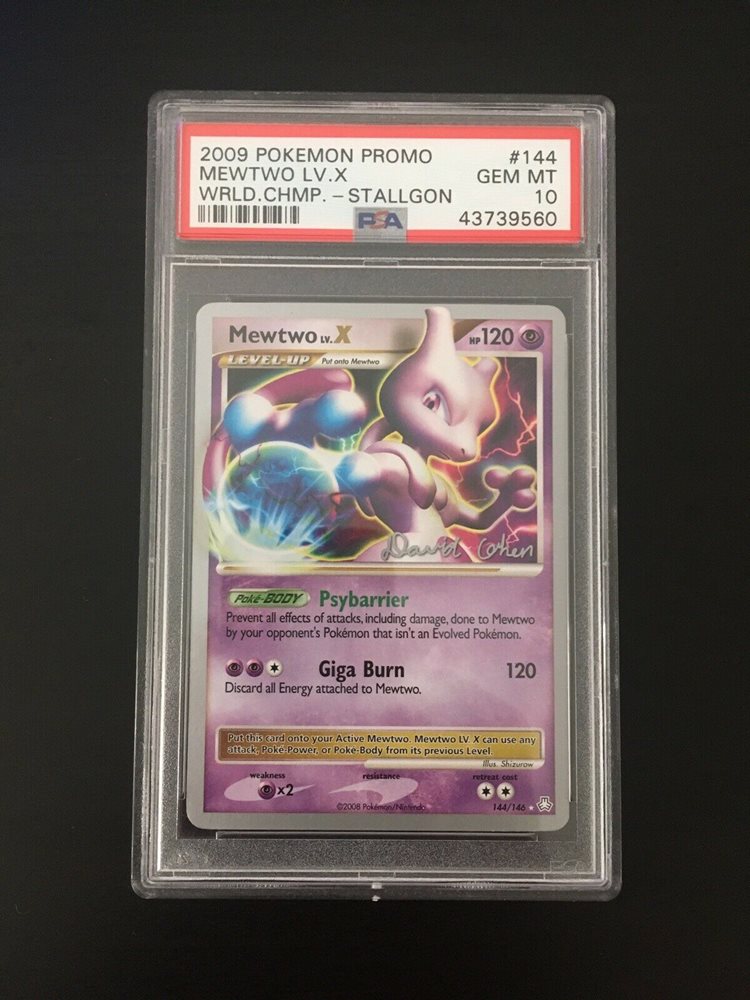 2009 POKEMON PROMO #144
MEWTWO LV.X GEM MT
WRLD.CHMP. - STALLGON 10
PSA 43739560
Mewtwo LV.X HP 120
LEVEL-UP Put onto Mewtwo
David Cohen
Poké-BODY Psybarrier
Prevent all effects of attacks, including damage, done to Mewtwo
by your opponent's Pokémon that isn't an Evolved Pokémon.
Giga Burn 120
Discard all Energy attached to Mewtwo.
Put this card onto your Active Mewtwo. Mewtwo LV. X can use any
attack, Poké-Power, or Poké-Body from its previous Level.
Illus. Shizurow
weakness resistance retreat cost
x2
©2008 Pokémon/Nintendo 144/146